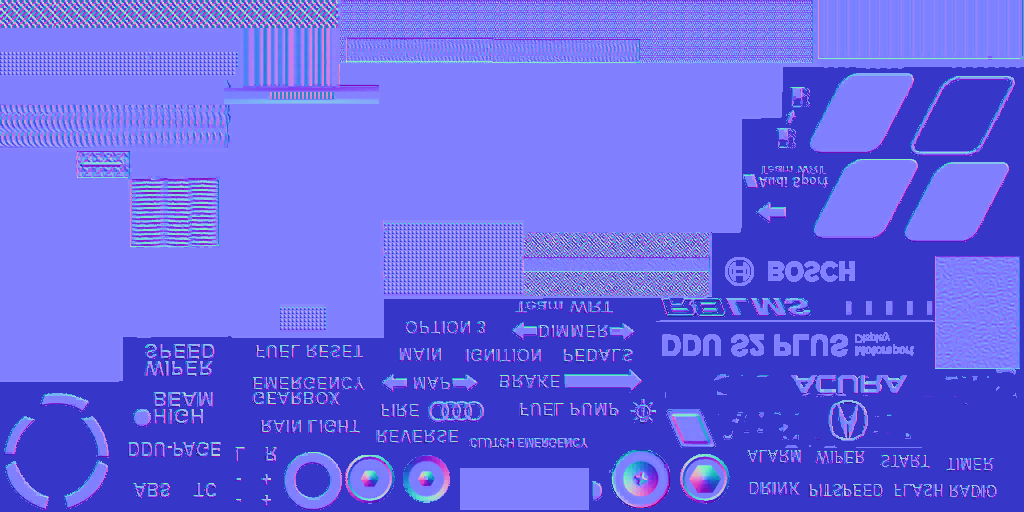 Team WRT
Audi Sport
BOSCH
Team WRT
R8 LMS
OPTION 3
DIMMER
DDU S2 PLUS
Display
Motorsport
SPEED
WIPER
FUEL RESET
MAIN
IGNITION
PEDALS
EMERGENCY
GEARBOX
MAP
BRAKE
ACURA
BEAM
HIGH
FIRE
FUEL PUMP
RAIN LIGHT
REVERSE
CLUTCH EMERGENCY
DDU-PAGE
L R
ALARM
WIPER
START
TIMER
ABS
TC
- -
+ +
DRINK
PITSPEED
FLASH
RADIO